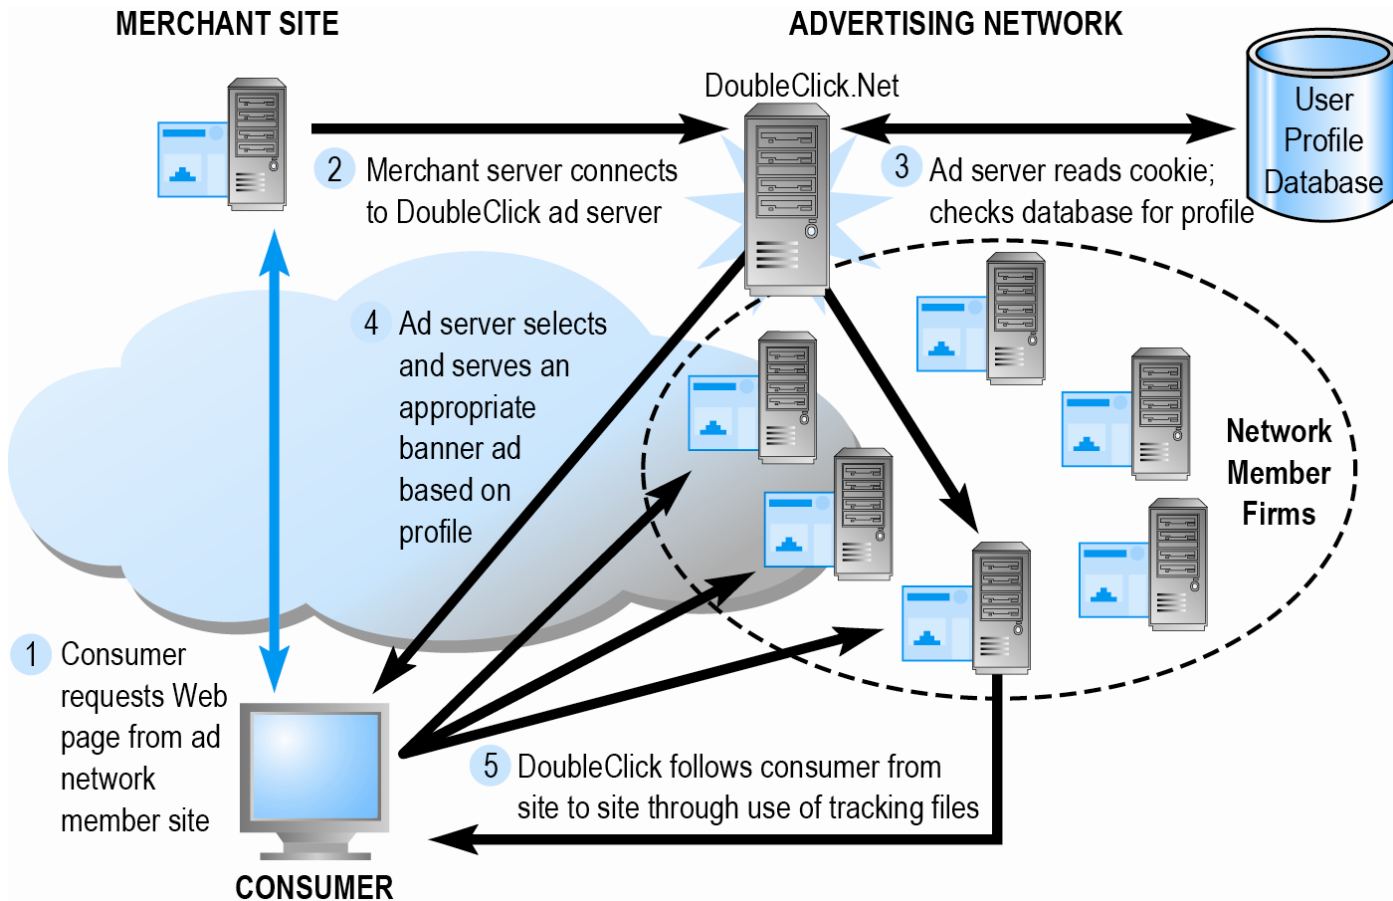 MERCHANT SITE
ADVERTISING NETWORK
DoubleClick.Net
User
Profile
Database
2 Merchant server connects
to DoubleClick ad server
3 Ad server reads cookie;
checks database for profile
4 Ad server selects
and serves an
appropriate
banner ad
based on
profile
Network
Member
Firms
1 Consumer
requests Web
page from ad
network
member site
5 DoubleClick follows consumer from
site to site through use of tracking files
CONSUMER